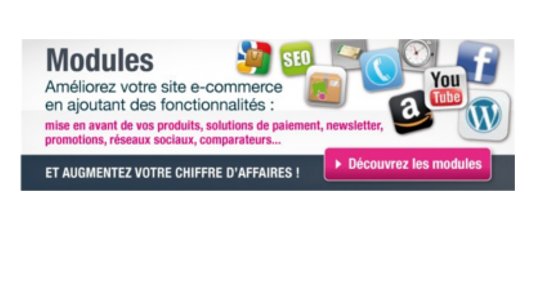 Modules
Améliorez votre site e-commerce
en ajoutant des fonctionnalités :
mise en avant de vos produits, solutions de paiement, newsletter,
promotions, réseaux sociaux, comparateurs...
ET AUGMENTEZ VOTRE CHIFFRE D'AFFAIRES !
Découvrez les modules
SEO
f
You
Tube
a
W